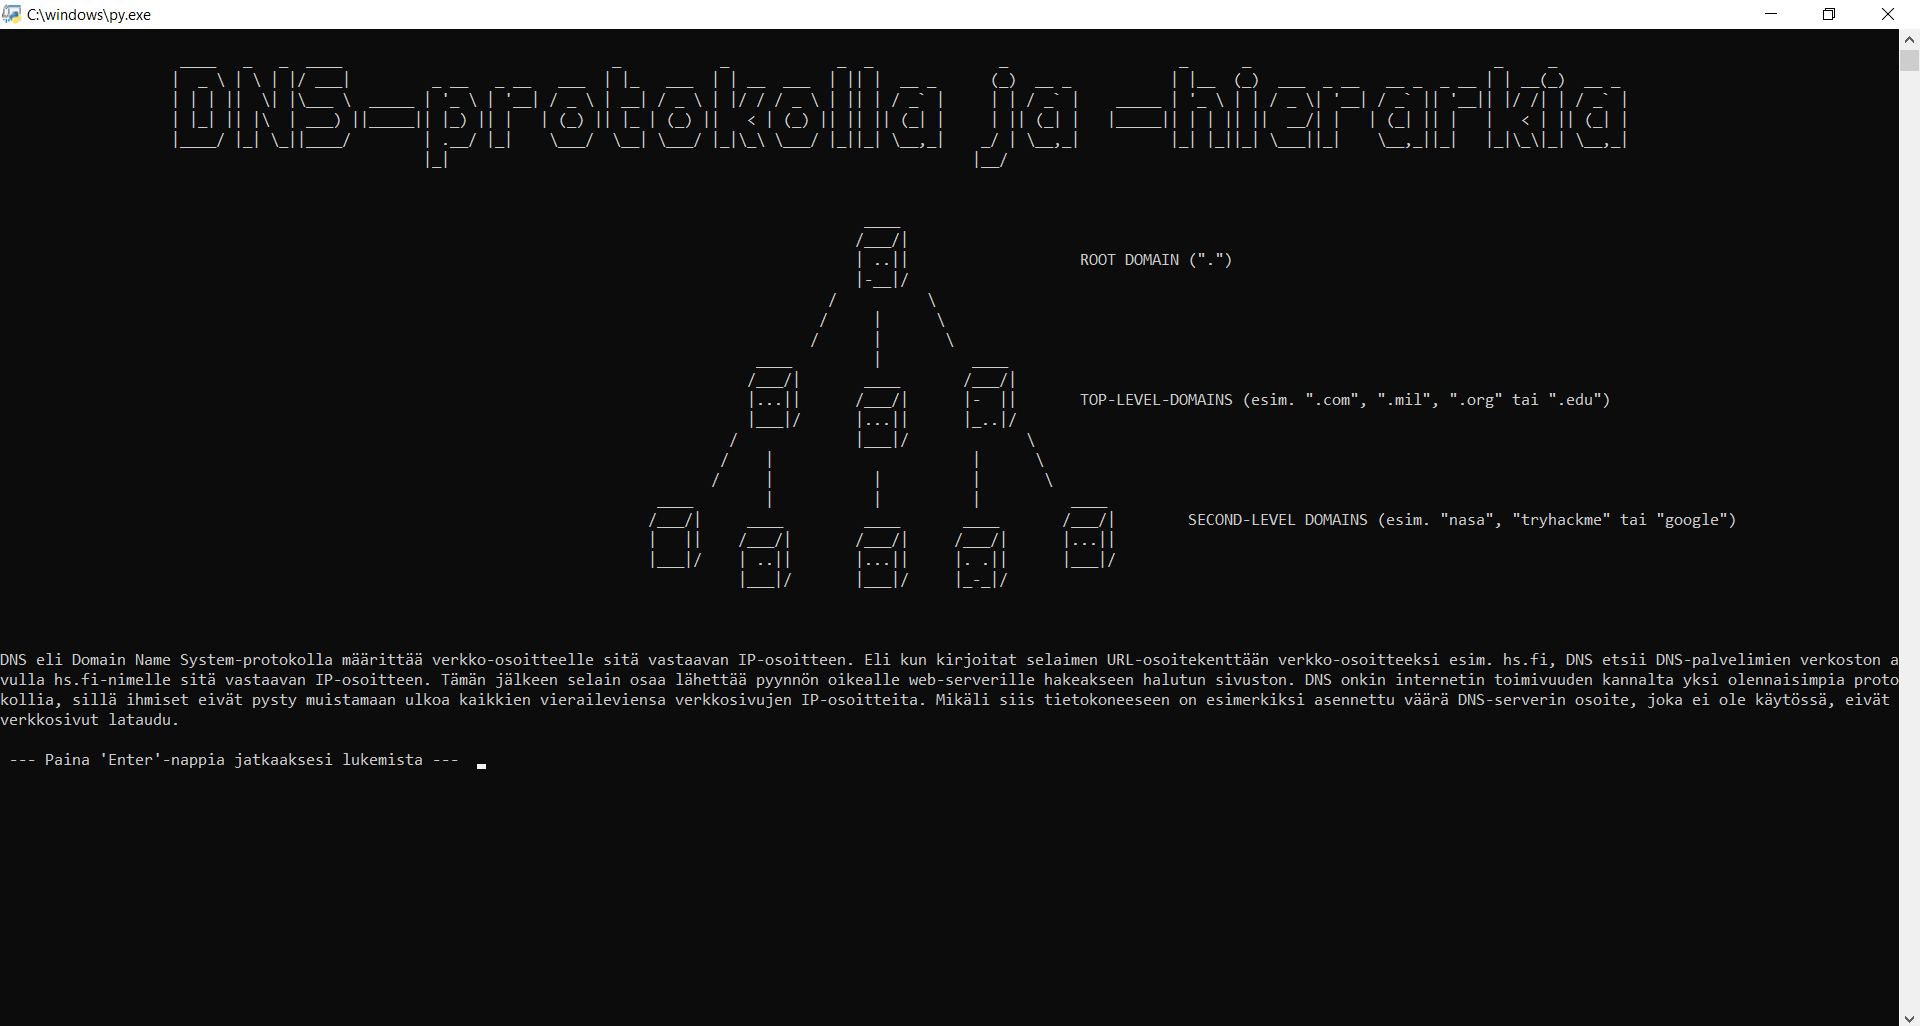 C:\windows\py.exe
DNS-protokolla ja -hierarkia
ROOT DOMAIN (".")
TOP-LEVEL-DOMAINS (esim. ".com", ".mil", ".org" tai ".edu")
SECOND-LEVEL DOMAINS (esim. "nasa", "tryhackme" tai "google")
DNS eli Domain Name System-protokolla määrittää verkko-osoitteelle sitä vastaavan IP-osoitteen. Eli kun kirjoitat selaimen URL-osoitekenttään verkko-osoitteeksi esim. hs.fi, DNS etsii DNS-palvelimien verkoston a
vulla hs.fi-nimelle sitä vastaavan IP-osoitteen. Tämän jälkeen selain osaa lähettää pyynnön oikealle web-serverille hakeakseen halutun sivuston. DNS onkin internetin toimivuuden kannalta yksi olennaisimpia proto
kollia, sillä ihmiset eivät pysty muistamaan ulkoa kaikkien vieraileviensa verkkosivujen IP-osoitteita. Mikäli siis tietokoneeseen on esimerkiksi asennettu väärä DNS-serverin osoite, joka ei ole käytössä, eivät
verkkosivut lataudu.
--- Paina 'Enter'-nappia jatkaaksesi lukemista ---